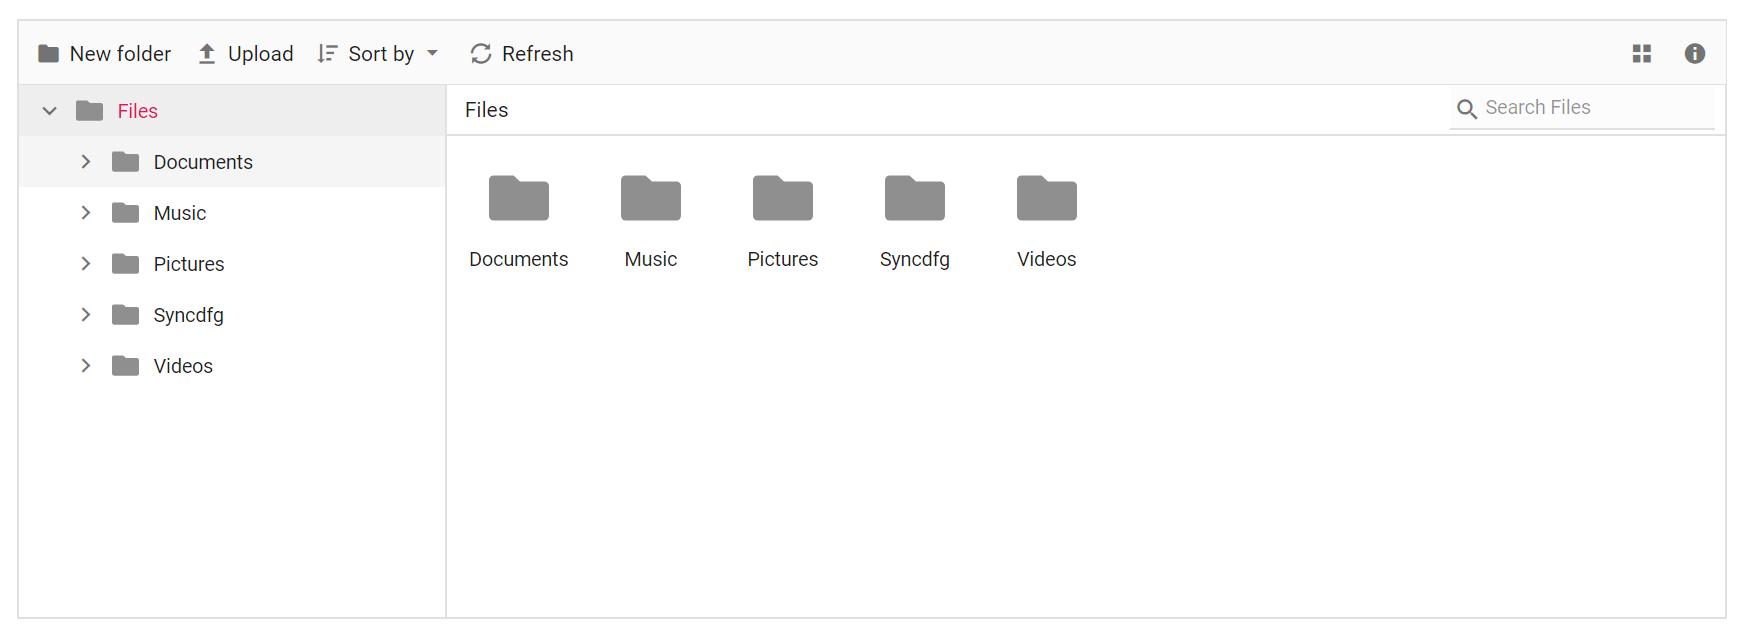 New folder Upload Sort by Refresh
Files
Documents
Music
Pictures
Syncdfg
Videos
Files Search Files
Documents Music Pictures Syncdfg Videos